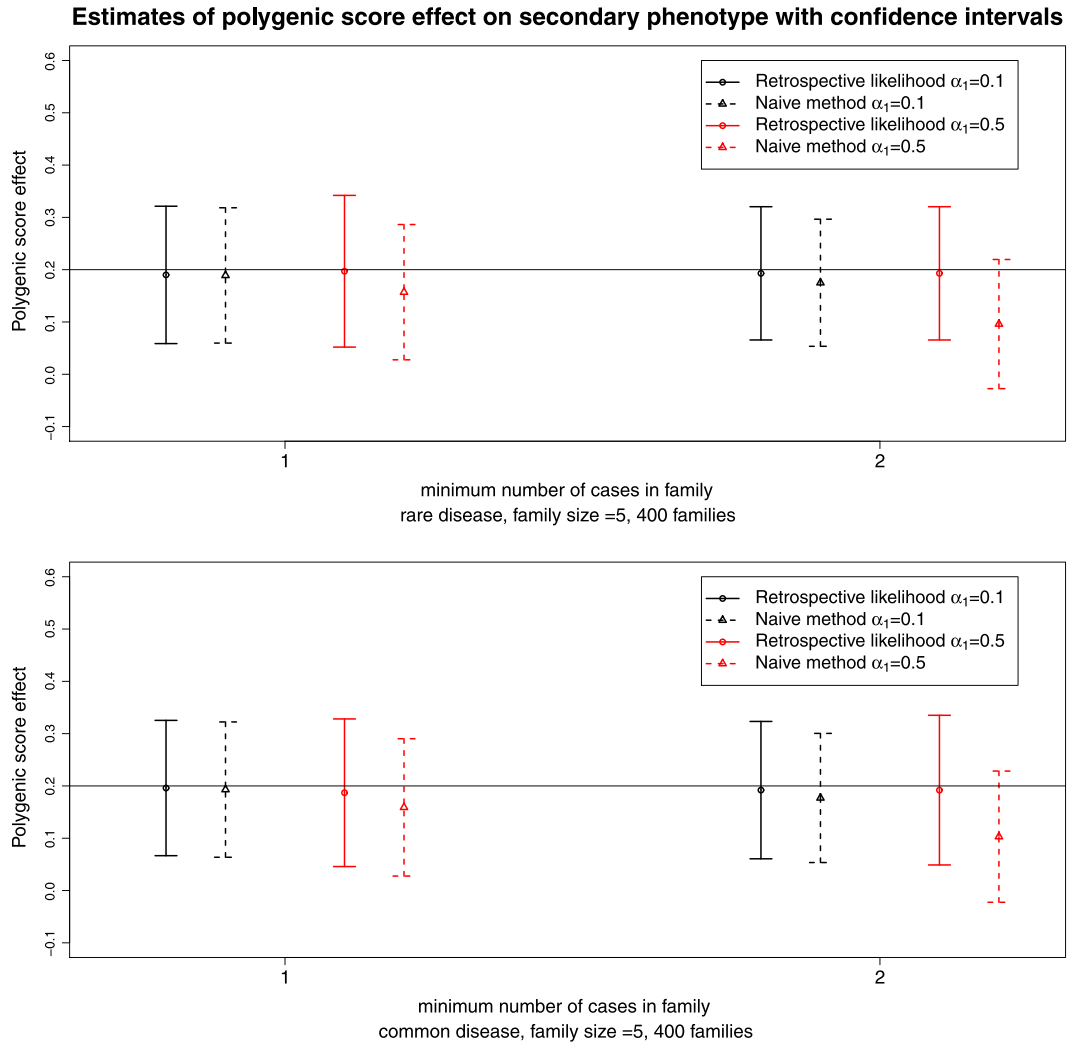 Estimates of polygenic score effect on secondary phenotype with confidence intervals
Polygenic score effect
0.6
0.5
0.4
0.3
0.2
0.1
0.0
−0.1
Retrospective likelihood α₁=0.1
Naive method α₁=0.1
Retrospective likelihood α₁=0.5
Naive method α₁=0.5
1
2
minimum number of cases in family
rare disease, family size =5, 400 families
Polygenic score effect
0.6
0.5
0.4
0.3
0.2
0.1
0.0
−0.1
Retrospective likelihood α₁=0.1
Naive method α₁=0.1
Retrospective likelihood α₁=0.5
Naive method α₁=0.5
1
2
minimum number of cases in family
common disease, family size =5, 400 families